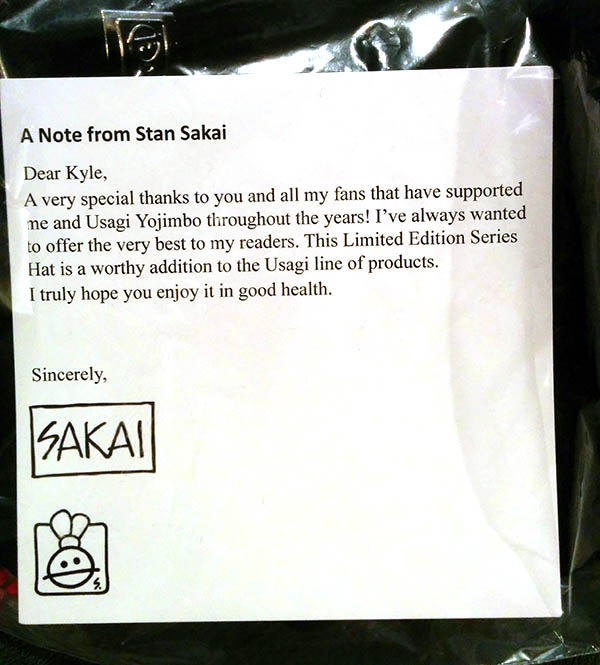 A Note from Stan Sakai
Dear Kyle,
A very special thanks to you and all my fans that have supported
me and Usagi Yojimbo throughout the years! I've always wanted
to offer the very best to my readers. This Limited Edition Series
Hat is a worthy addition to the Usagi line of products.
I truly hope you enjoy it in good health.
Sincerely,
SAKAI
S.